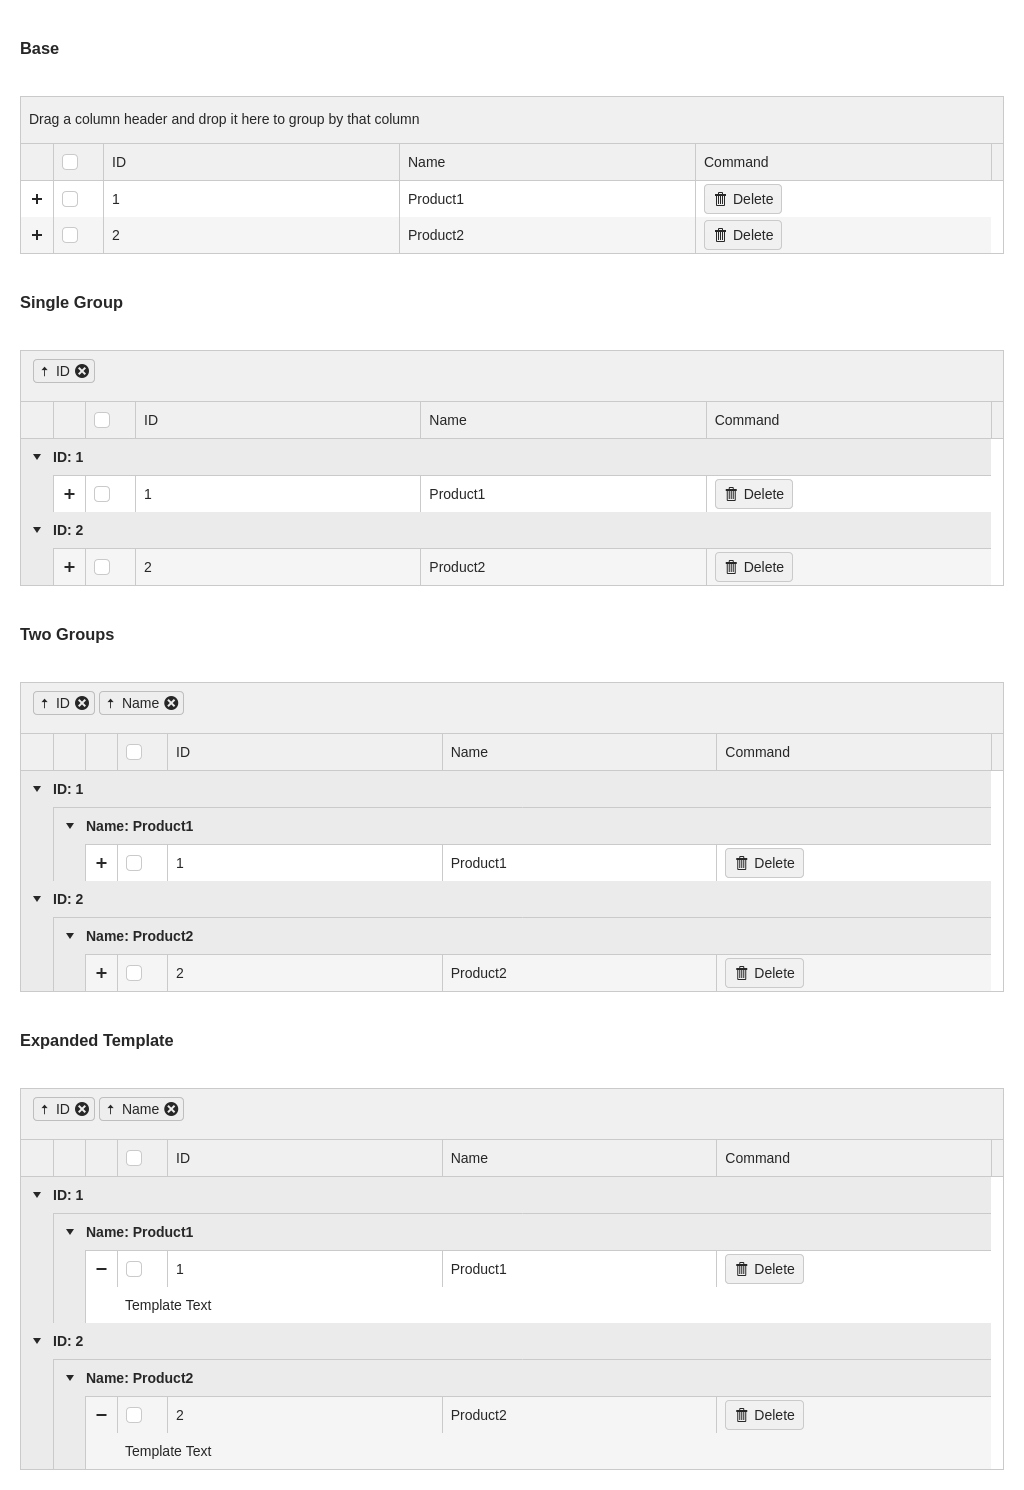 Base
Drag a column header and drop it here to group by that column
ID Name Command
1 Product1 Delete
2 Product2 Delete
Single Group
ID
ID Name Command
ID: 1
1 Product1 Delete
ID: 2
2 Product2 Delete
Two Groups
ID Name
ID Name Command
ID: 1
Name: Product1
1 Product1 Delete
ID: 2
Name: Product2
2 Product2 Delete
Expanded Template
ID Name
ID Name Command
ID: 1
Name: Product1
1 Product1 Delete
Template Text
ID: 2
Name: Product2
2 Product2 Delete
Template Text